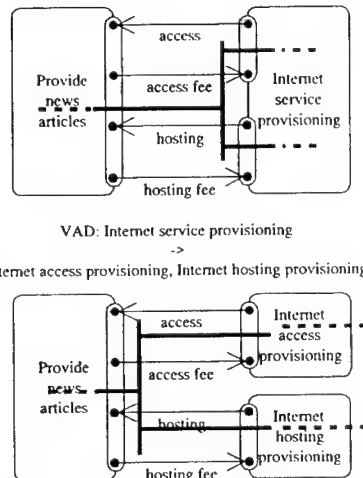 access
Provide
news
articles
access fee
Internet
service
provisioning
hosting
hosting fee
VAD: Internet service provisioning
->
ternet access provisioning, Internet hosting provisioning
access
Internet
access
provisioning
Provide
news
articles
access fee
hosting
Internet
hosting
provisioning
hosting fee